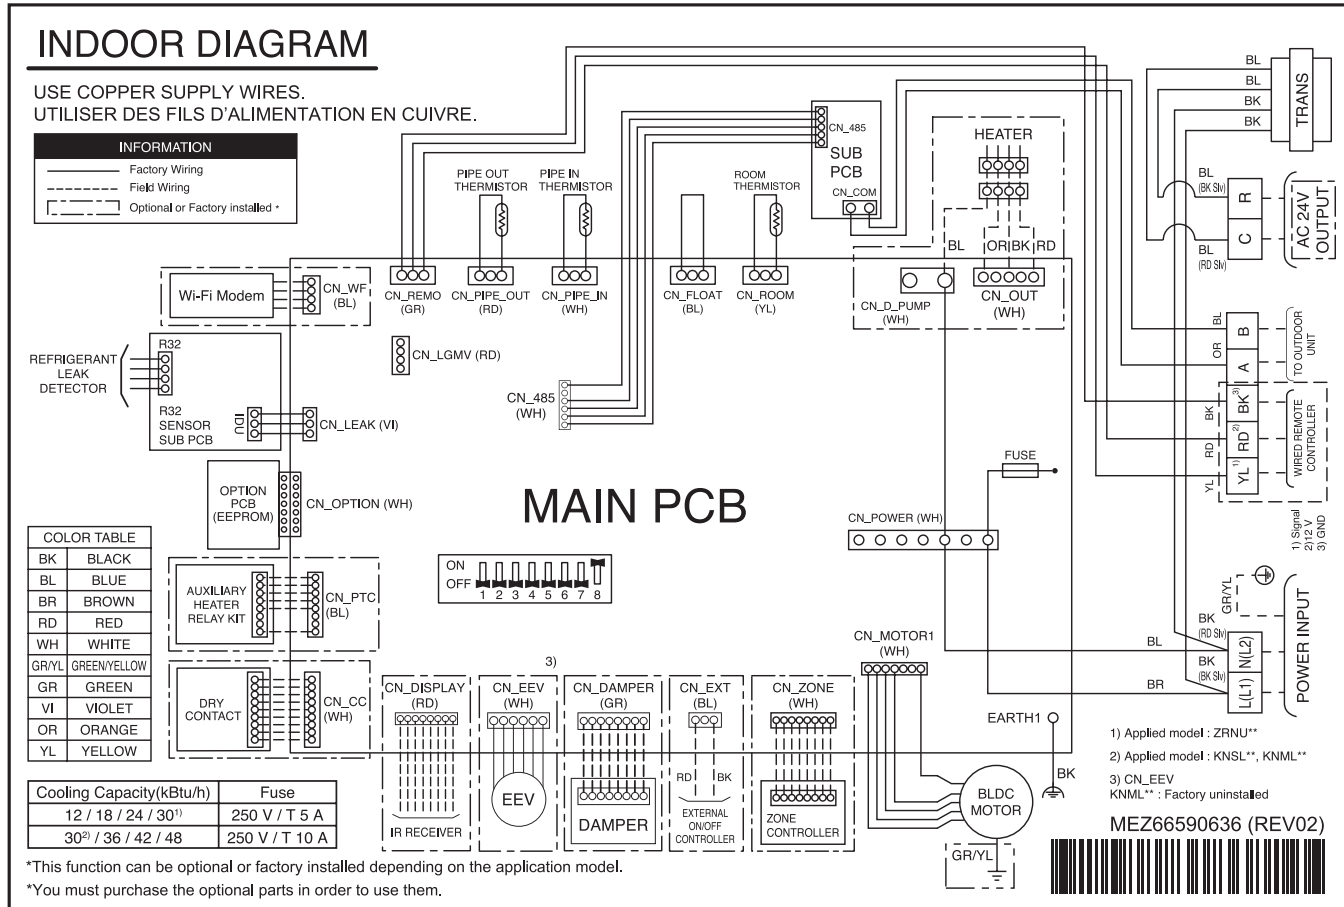 INDOOR DIAGRAM
USE COPPER SUPPLY WIRES.
UTILISER DES FILS D'ALIMENTATION EN CUIVRE.
INFORMATION
Factory Wiring
Field Wiring
Optional or Factory installed *
PIPE OUT
THERMISTOR
PIPE IN
THERMISTOR
ROOM
THERMISTOR
CN_485
SUB
PCB
CN_COM
HEATER
BL
OR
BK
RD
CN_D_PUMP
(WH)
CN_OUT
(WH)
BL
BL
BK
BK
TRANS
BL
(BK Slv)
R
C
BL
(RD Slv)
AC 24V
OUTPUT
Wi-Fi Modem
CN_WF
(BL)
CN_REMO
(GR)
CN_PIPE_OUT
(RD)
CN_PIPE_IN
(WH)
CN_FLOAT
(BL)
CN_ROOM
(YL)
CN_LGMV (RD)
CN_485
(WH)
REFRIGERANT
LEAK
DETECTOR
R32
R32
SENSOR
SUB PCB
IDU
CN_LEAK (VI)
OPTION
PCB
(EEPROM)
CN_OPTION (WH)
MAIN PCB
BL
B
OR
A
TO OUTDOOR
UNIT
BK
BK3)
RD
RD2)
YL
YL1)
WIRED REMOTE
CONTROLLER
1) Signal
2)12 V
3) GND
FUSE
CN_POWER (WH)
COLOR TABLE
BK BLACK
BL BLUE
BR BROWN
RD RED
WH WHITE
GR/YL GREEN/YELLOW
GR GREEN
VI VIOLET
OR ORANGE
YL YELLOW
AUXILIARY
HEATER
RELAY KIT
CN_PTC
(BL)
ON
OFF
1 2 3 4 5 6 7 8
DRY
CONTACT
CN_CC
(WH)
3)
CN_DISPLAY
(RD)
IR RECEIVER
CN_EEV
(WH)
EEV
CN_DAMPER
(GR)
DAMPER
CN_EXT
(BL)
RD
BK
EXTERNAL
ON/OFF
CONTROLLER
CN_ZONE
(WH)
ZONE
CONTROLLER
CN_MOTOR1
(WH)
BLDC
MOTOR
GR/YL
EARTH1
BK
BL
BR
GR/YL
BK
(RD Slv)
BK
(BK Slv)
N(L2)
L(L1)
POWER INPUT
1) Applied model : ZRNU**
2) Applied model : KNSL**, KNML**
3) CN_EEV
KNML** : Factory uninstalled
MEZ66590636 (REV02)
Cooling Capacity(kBtu/h) Fuse
12 / 18 / 24 / 301) 250 V / T 5 A
302) / 36 / 42 / 48 250 V / T 10 A
*This function can be optional or factory installed depending on the application model.
*You must purchase the optional parts in order to use them.